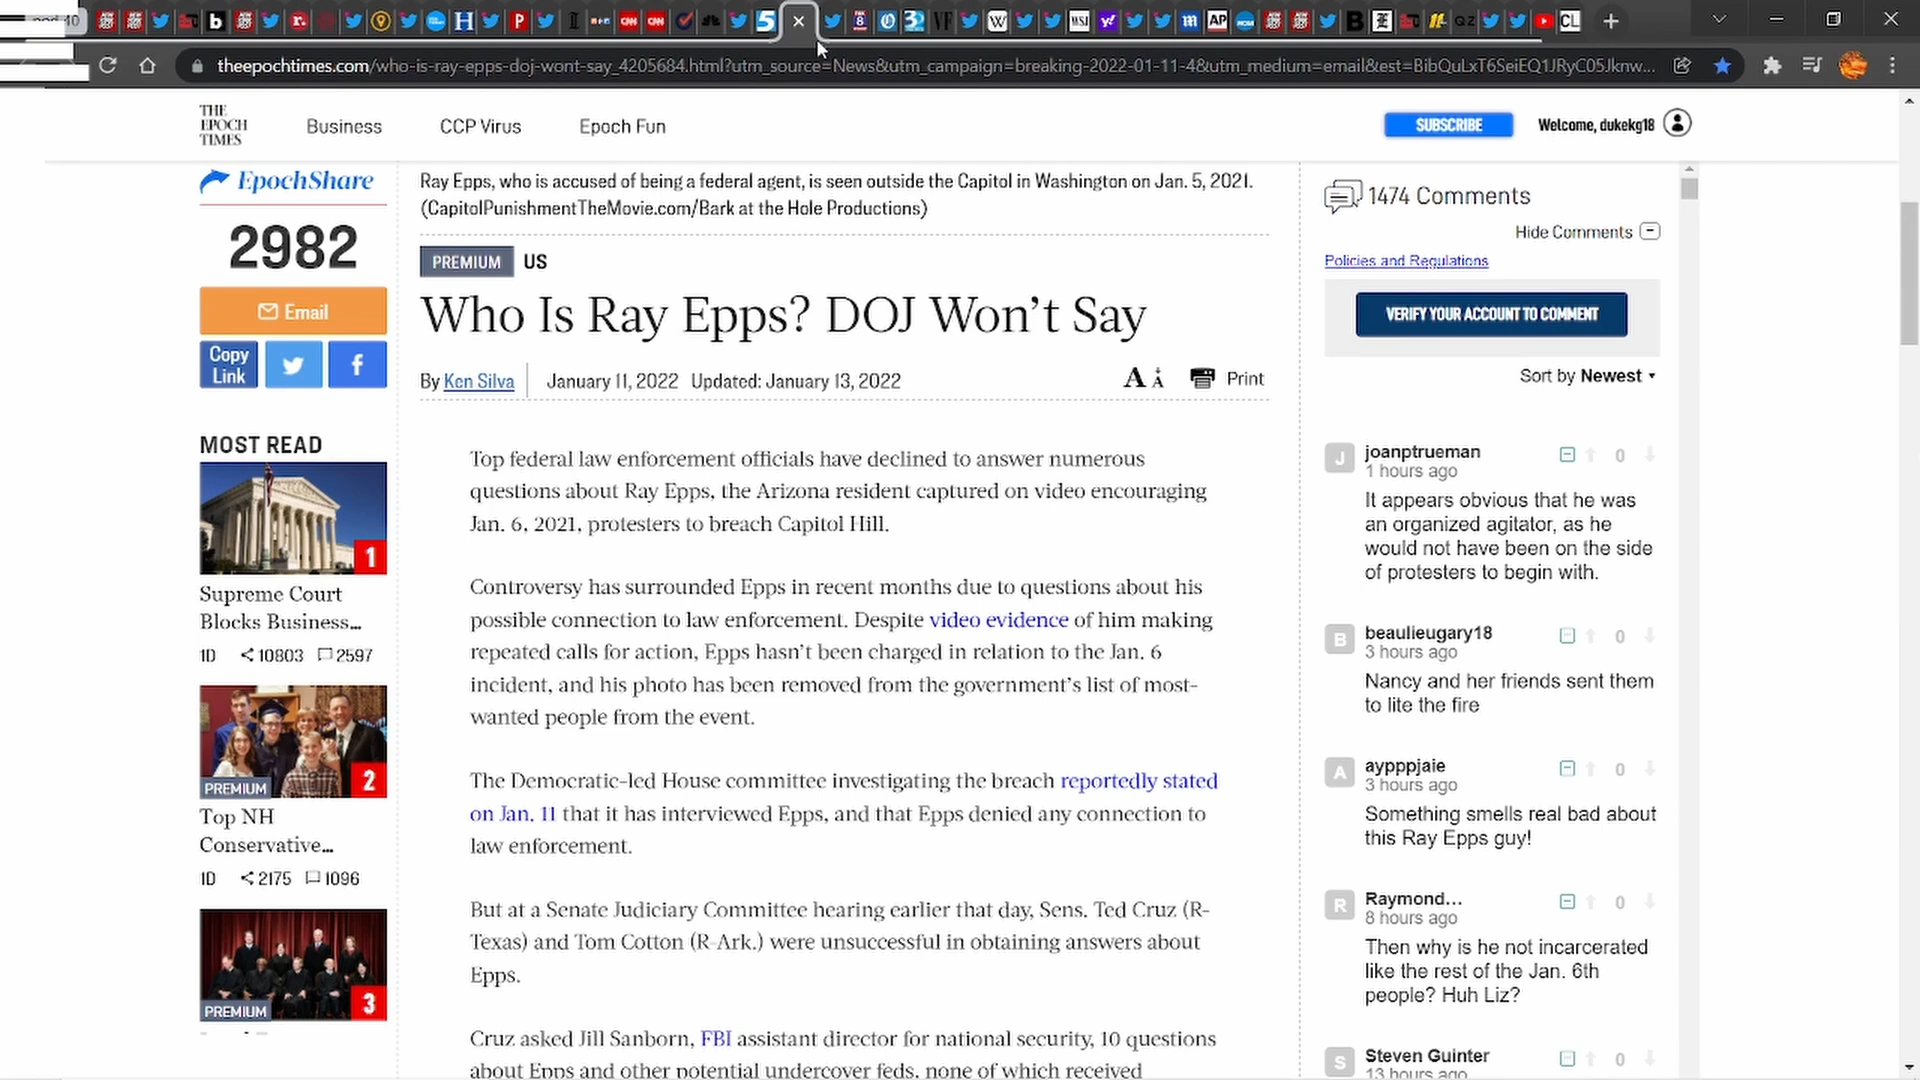 theepochtimes.com/who-is-ray-epps-doj-wont-say_4205684.html?utm_source=News&utm_campaign=breaking-2022-01-11-4&utm_medium=email&est=BibQuLxT6SeiEQ1JRyC05Jknw...
THE
EPOCH
TIMES
Business
CCP Virus
Epoch Fun
SUBSCRIBE
Welcome, dukekg18
EpochShare
2982
Email
Copy
Link
MOST READ
1
Supreme Court
Blocks Business...
1D 10803 2597
PREMIUM
2
Top NH
Conservative...
1D 2175 1096
PREMIUM
3
Ray Epps, who is accused of being a federal agent, is seen outside the Capitol in Washington on Jan. 5, 2021.
(CapitolPunishmentTheMovie.com/Bark at the Hole Productions)
PREMIUM US
Who Is Ray Epps? DOJ Won't Say
By Ken Silva January 11, 2022 Updated: January 13, 2022
A A Print
Top federal law enforcement officials have declined to answer numerous
questions about Ray Epps, the Arizona resident captured on video encouraging
Jan. 6, 2021, protesters to breach Capitol Hill.
Controversy has surrounded Epps in recent months due to questions about his
possible connection to law enforcement. Despite video evidence of him making
repeated calls for action, Epps hasn't been charged in relation to the Jan. 6
incident, and his photo has been removed from the government's list of most-
wanted people from the event.
The Democratic-led House committee investigating the breach reportedly stated
on Jan. 11 that it has interviewed Epps, and that Epps denied any connection to
law enforcement.
But at a Senate Judiciary Committee hearing earlier that day, Sens. Ted Cruz (R-
Texas) and Tom Cotton (R-Ark.) were unsuccessful in obtaining answers about
Epps.
Cruz asked Jill Sanborn, FBI assistant director for national security, 10 questions
about Epps and other potential undercover feds, none of which received
1474 Comments
Hide Comments
Policies and Regulations
VERIFY YOUR ACCOUNT TO COMMENT
Sort by Newest
J
joanptrueman
0
1 hours ago
It appears obvious that he was
an organized agitator, as he
would not have been on the side
of protesters to begin with.
B
beaulieugary18
0
3 hours ago
Nancy and her friends sent them
to lite the fire
A
aypppjaie
0
3 hours ago
Something smells real bad about
this Ray Epps guy!
R
Raymond...
0
8 hours ago
Then why is he not incarcerated
like the rest of the Jan. 6th
people? Huh Liz?
S
Steven Guinter
0
13 hours ago